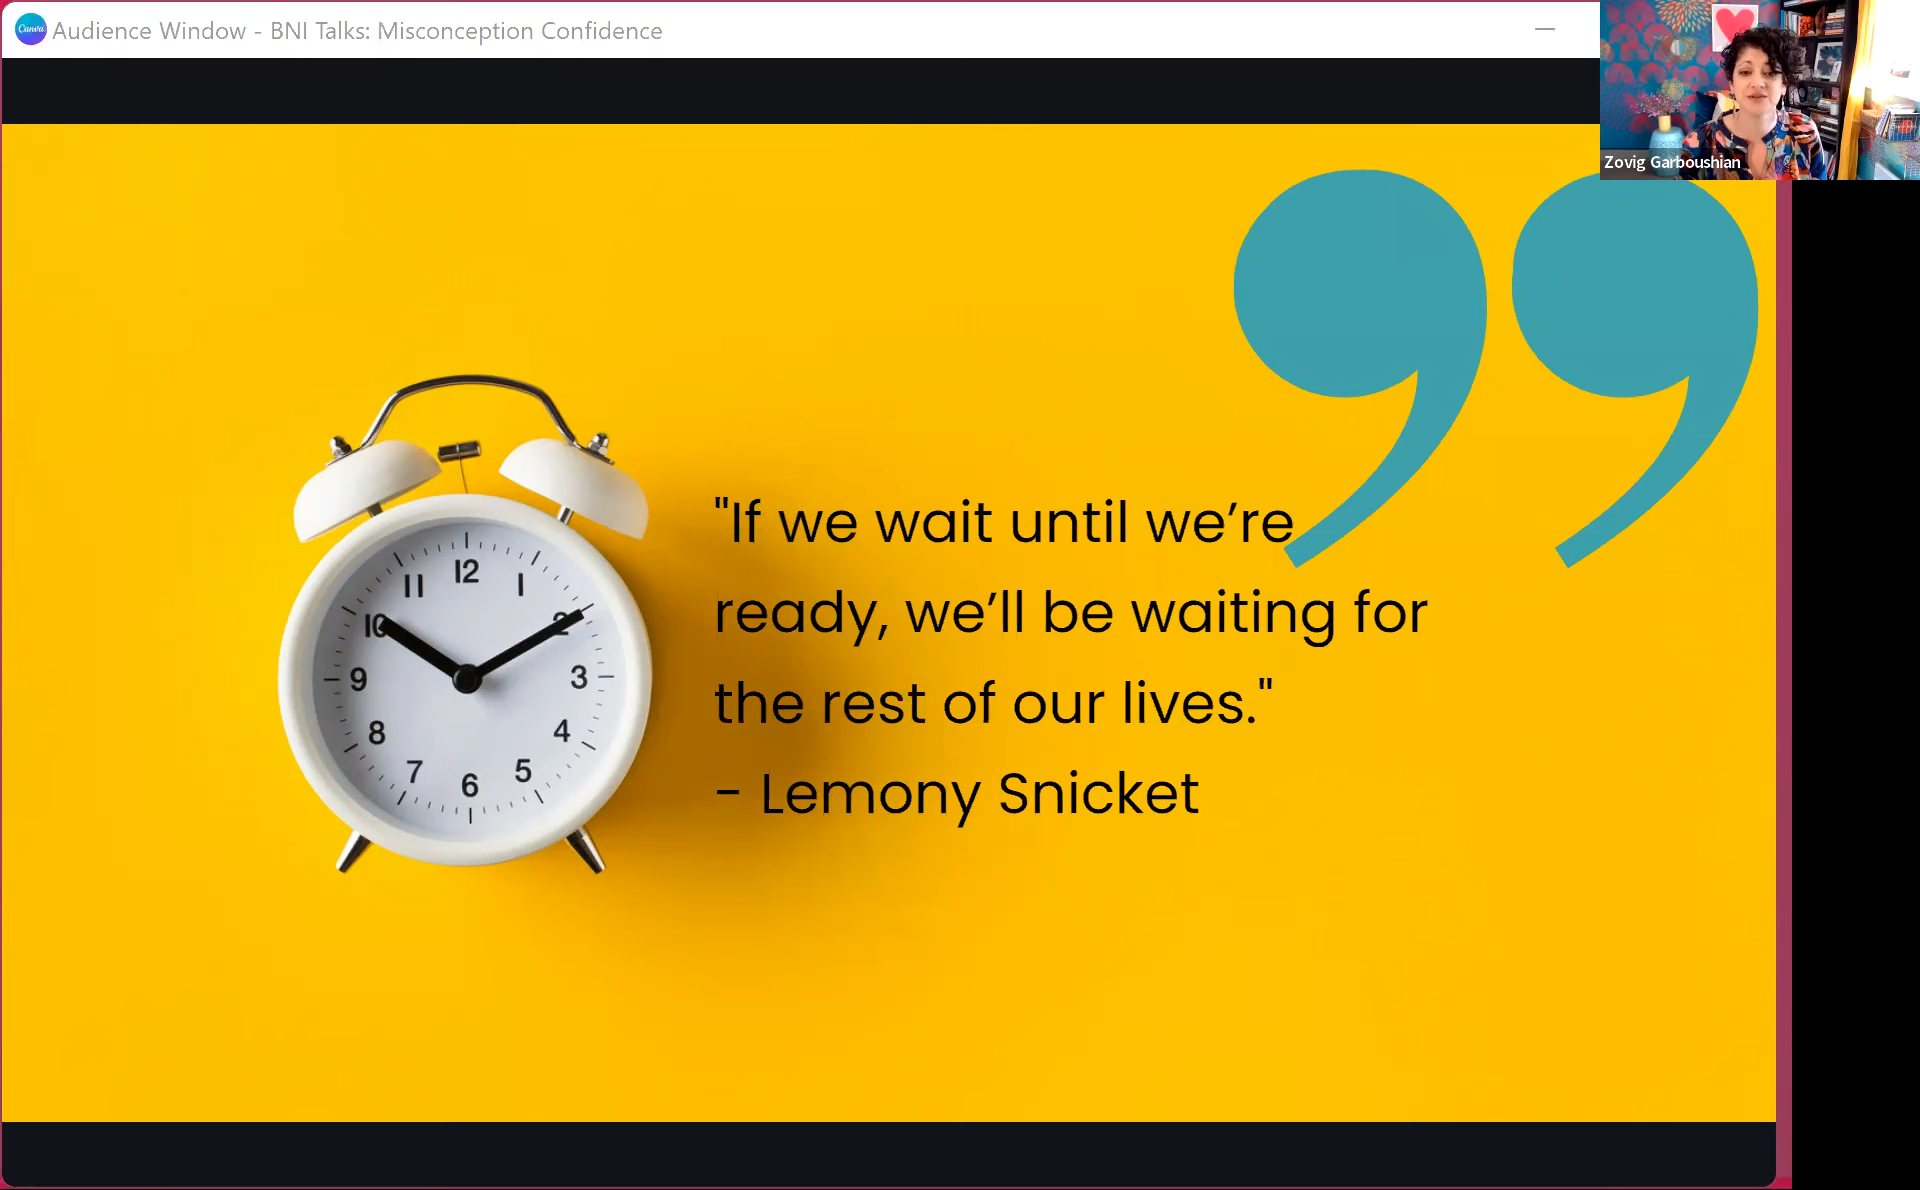 Canva
Audience Window - BNI Talks: Misconception Confidence
Zovig Garboushian
"If we wait until we’re
ready, we’ll be waiting for
the rest of our lives."
- Lemony Snicket
12
11
1
10
2
9
3
8
4
7
5
6